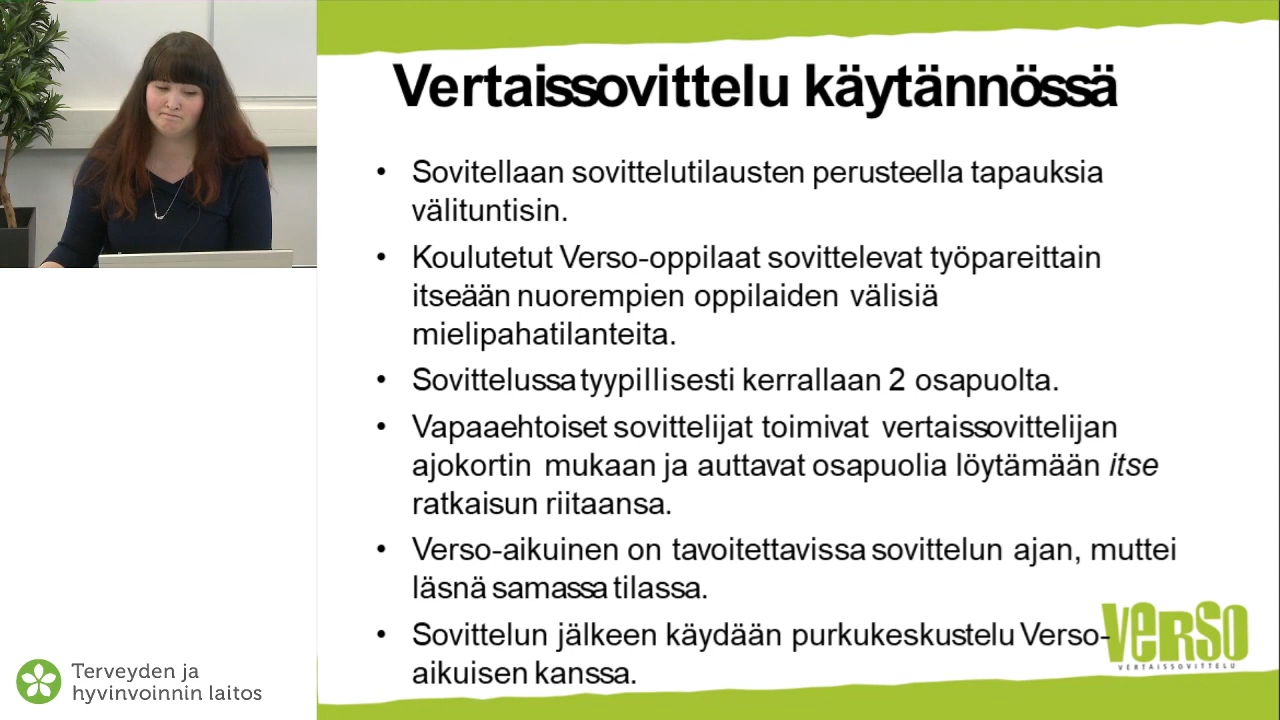 Vertaissovittelu käytännössä
• Sovitellaan sovittelutilausten perusteella tapauksia
välituntisin.
• Koulutetut Verso-oppilaat sovittelevat työpareittain
itseään nuorempien oppilaiden välisiä
mielipahatilanteita.
• Sovittelussa tyypillisesti kerrallaan 2 osapuolta.
• Vapaaehtoiset sovittelijat toimivat vertaissovittelijan
ajokortin mukaan ja auttavat osapuolia löytämään itse
ratkaisun riitaansa.
• Verso-aikuinen on tavoitettavissa sovittelun ajan, muttei
läsnä samassa tilassa.
• Sovittelun jälkeen käydään purkukeskustelu Verso-
aikuisen kanssa.
VERSO
VERTAISSOVITTELU
Terveyden ja
hyvinvoinnin laitos